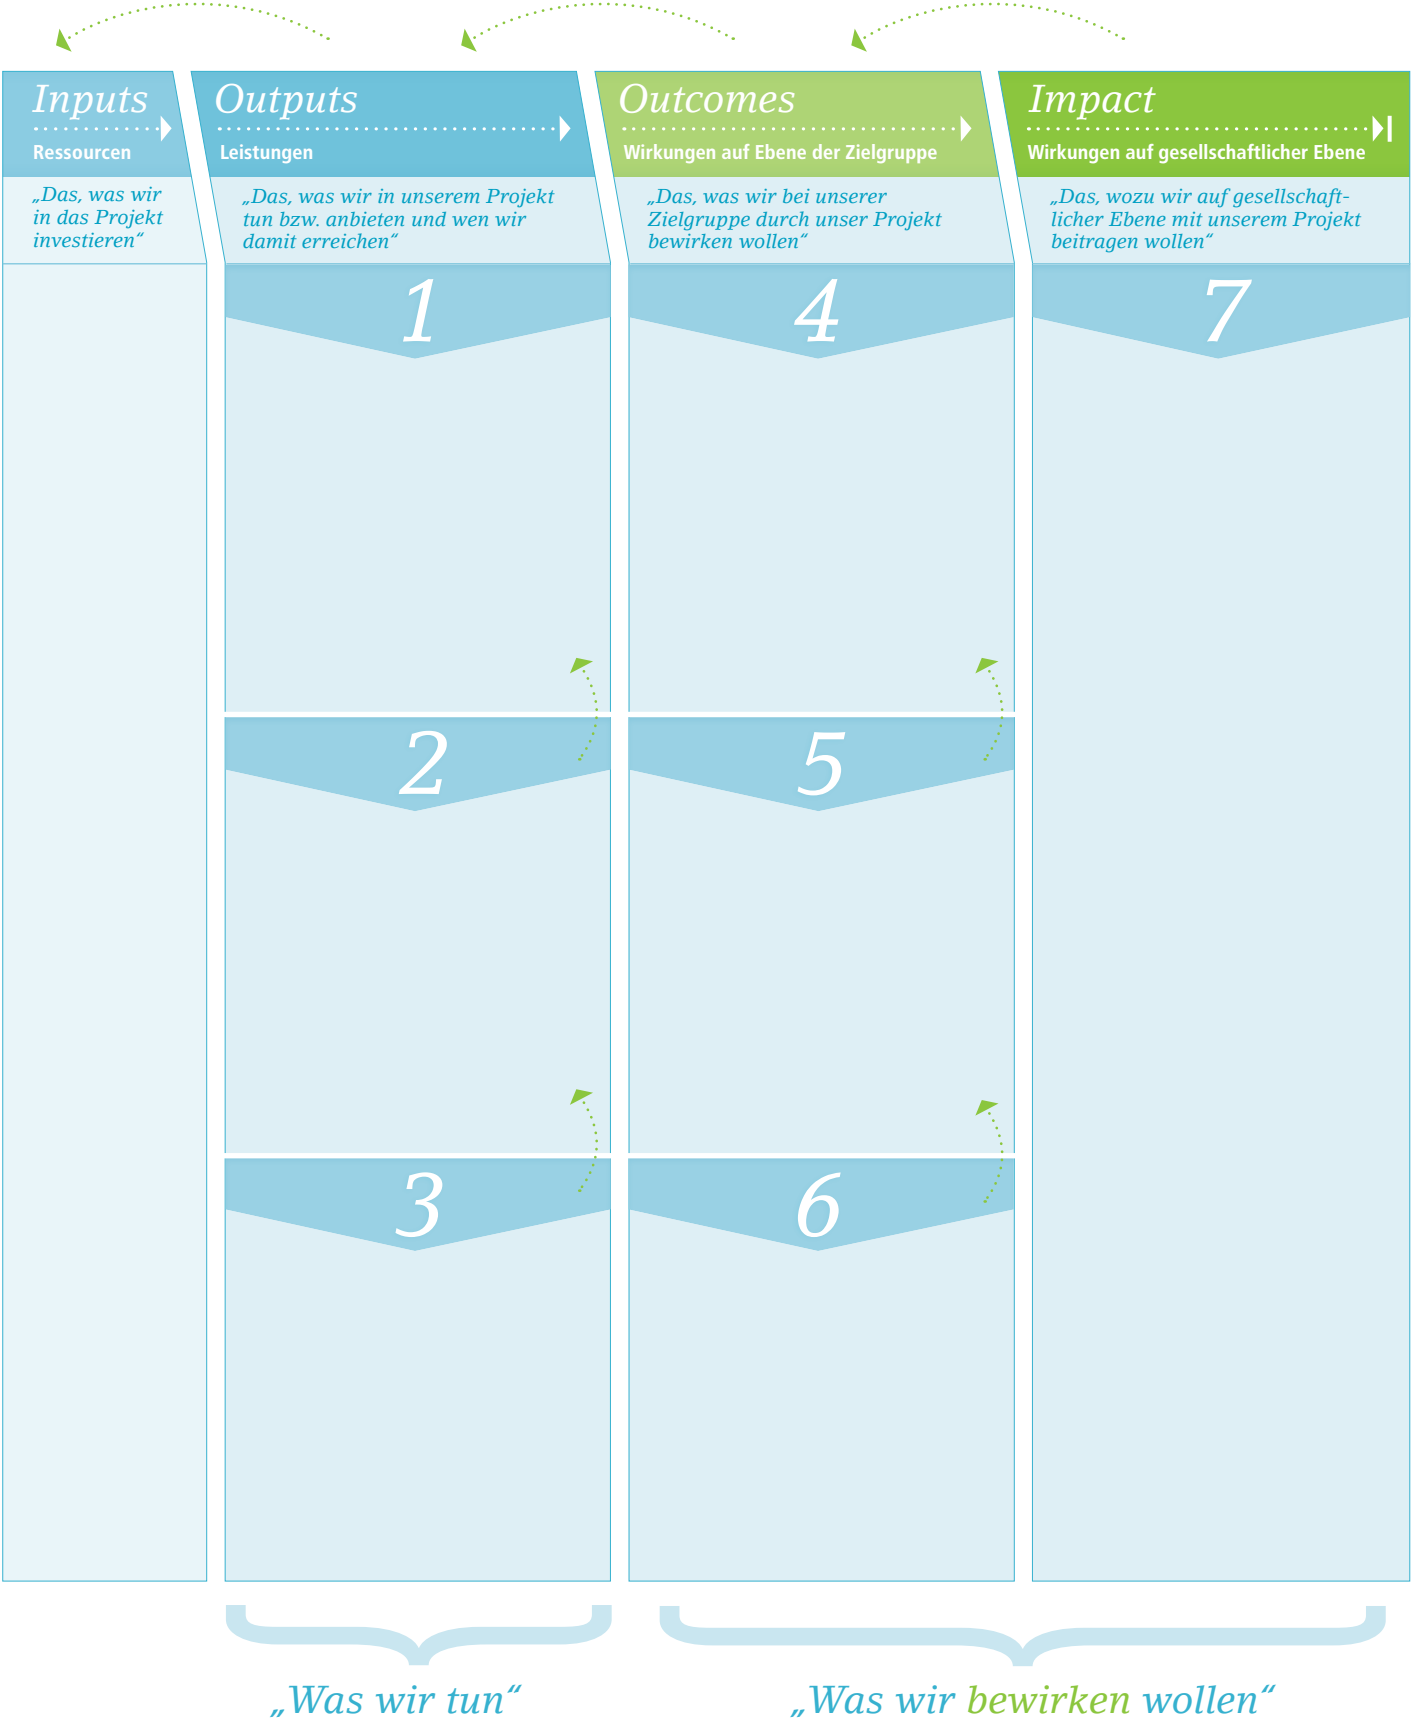 Inputs
Ressourcen
„Das, was wir
in das Projekt
investieren“
Outputs
Leistungen
„Das, was wir in unserem Projekt
tun bzw. anbieten und wen wir
damit erreichen“
1
2
3
Outcomes
Wirkungen auf Ebene der Zielgruppe
„Das, was wir bei unserer
Zielgruppe durch unser Projekt
bewirken wollen“
4
5
6
Impact
Wirkungen auf gesellschaftlicher Ebene
„Das, wozu wir auf gesellschaft-
licher Ebene mit unserem Projekt
beitragen wollen“
7
„Was wir tun“
„Was wir bewirken wollen“